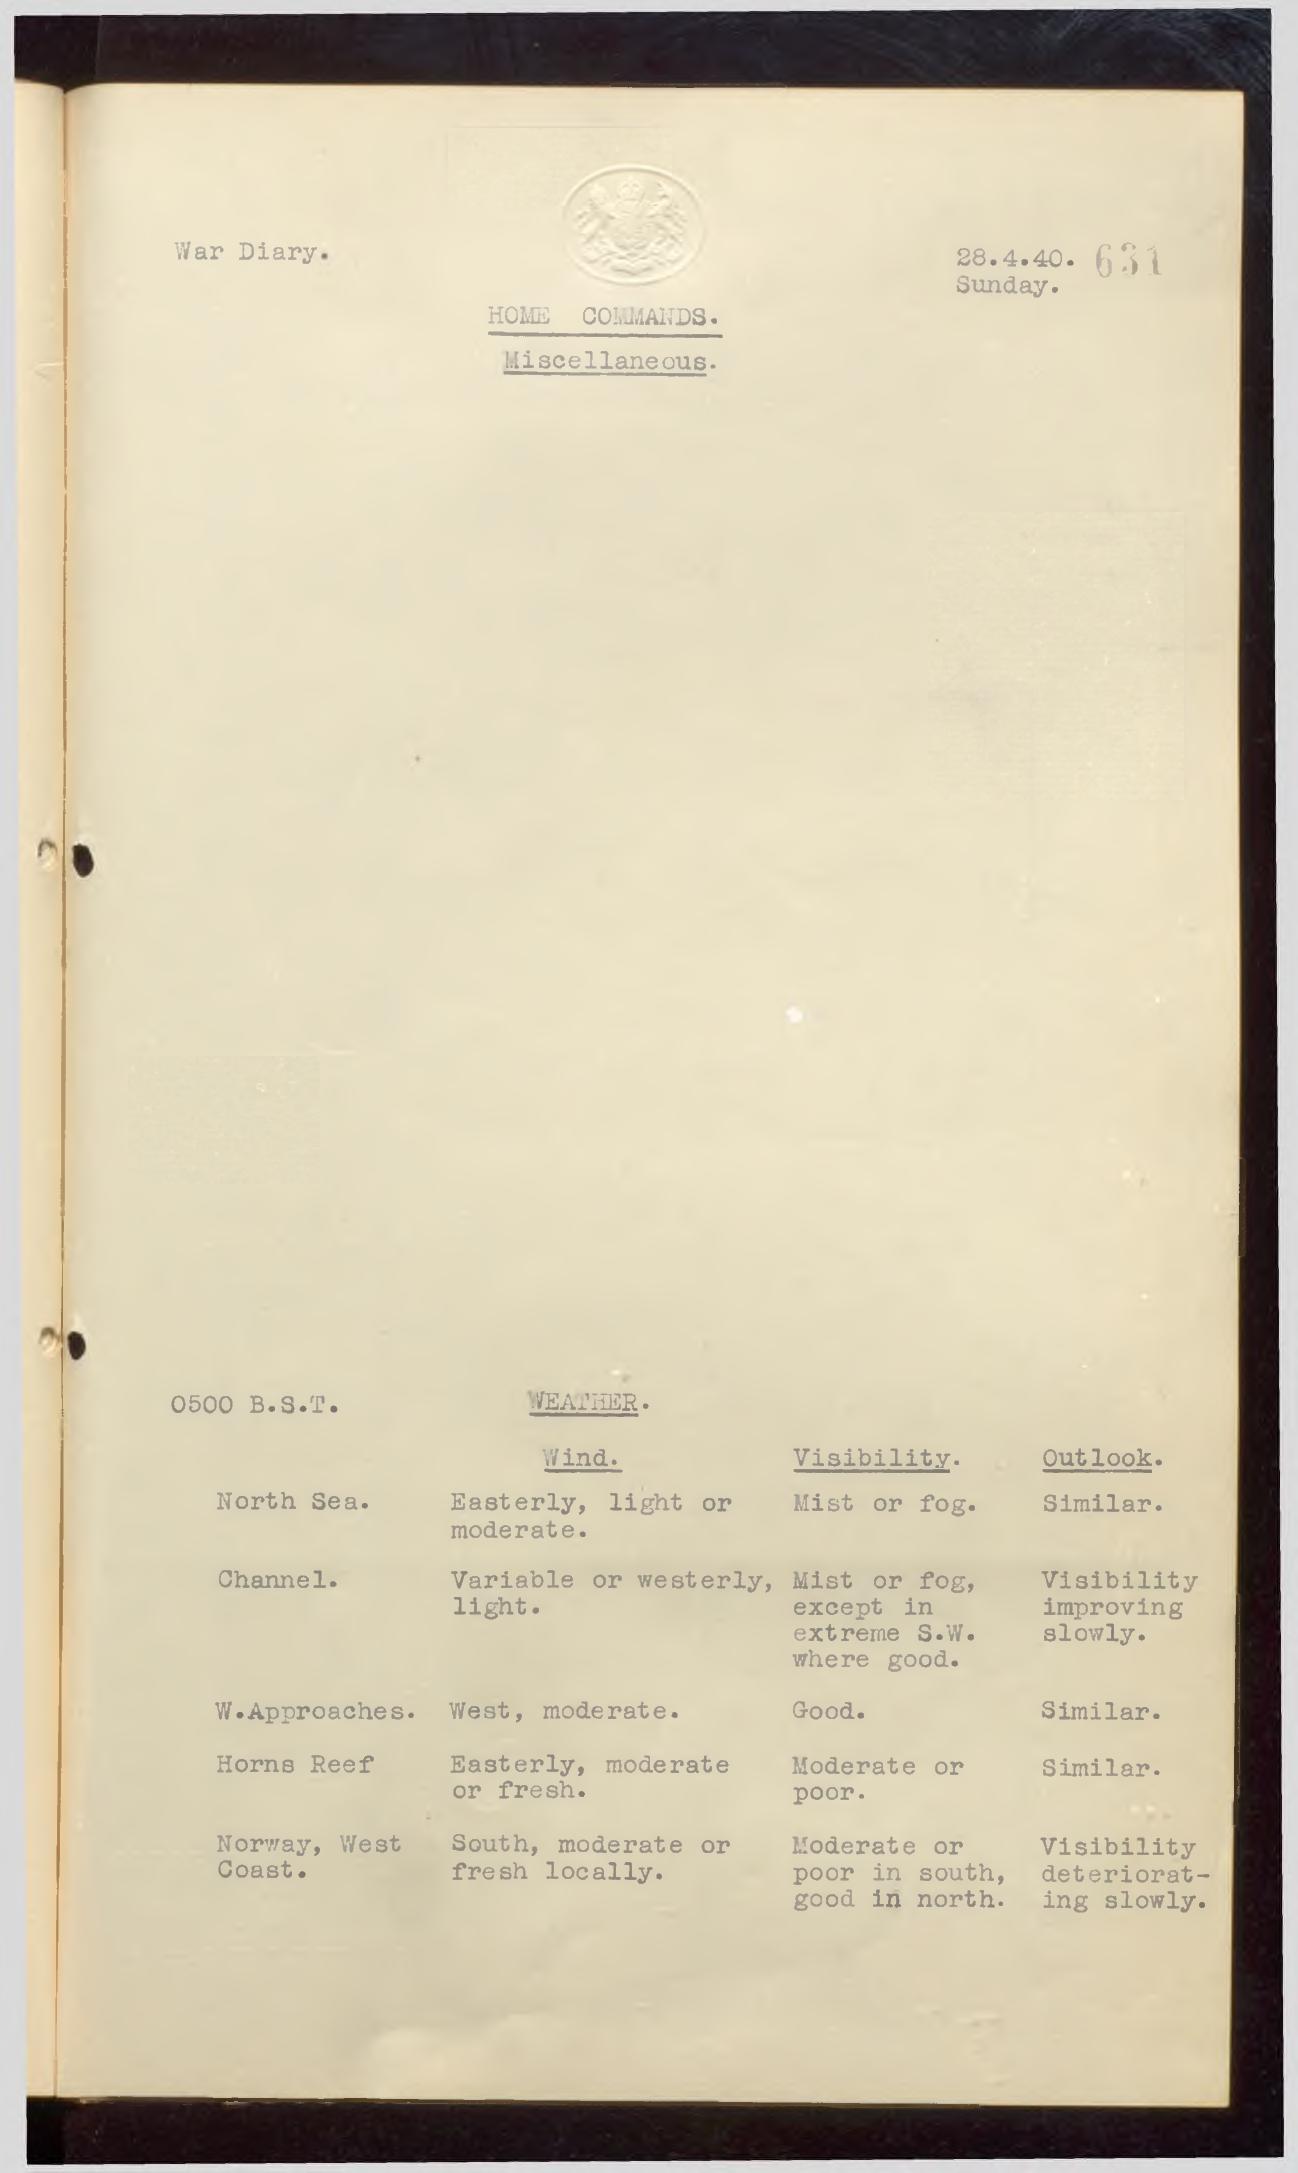 War Diary.
28.4.40. 631
Sunday.
HOME COMMANDS.
Miscellaneous.
0500 B.S.T. WEATHER.
Wind. Visibility. Outlook.
North Sea. Easterly, light or Mist or fog. Similar.
moderate.
Channel. Variable or westerly, Mist or fog, Visibility
light. except in improving
extreme S.W. slowly.
where good.
W.Approaches. West, moderate. Good. Similar.
Horns Reef Easterly, moderate Moderate or Similar.
or fresh. poor.
Norway, West South, moderate or Moderate or Visibility
Coast. fresh locally. poor in south, deteriorat-
good in north. ing slowly.